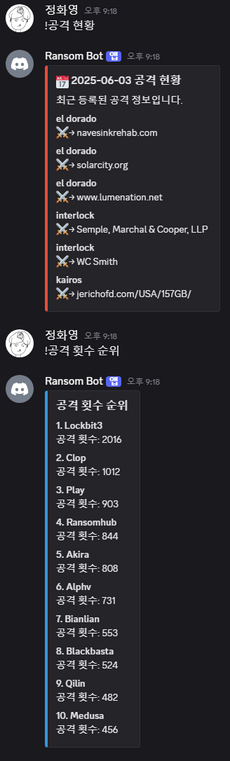 정화영 오후 9:18
!공격 현황
Ransom Bot 앱 오후 9:18
2025-06-03 공격 현황
최근 등록된 공격 정보입니다.
el dorado
→ navesinkrehab.com
el dorado
→ solarcity.org
el dorado
→ www.lumenation.net
interlock
→ Semple, Marchal & Cooper, LLP
interlock
→ WC Smith
kairos
→ jerichofd.com/USA/157GB/
정화영 오후 9:18
!공격 횟수 순위
Ransom Bot 앱 오후 9:18
공격 횟수 순위
1. Lockbit3
공격 횟수: 2016
2. Clop
공격 횟수: 1012
3. Play
공격 횟수: 903
4. Ransomhub
공격 횟수: 844
5. Akira
공격 횟수: 808
6. Alphv
공격 횟수: 731
7. Bianlian
공격 횟수: 553
8. Blackbasta
공격 횟수: 524
9. Qilin
공격 횟수: 482
10. Medusa
공격 횟수: 456